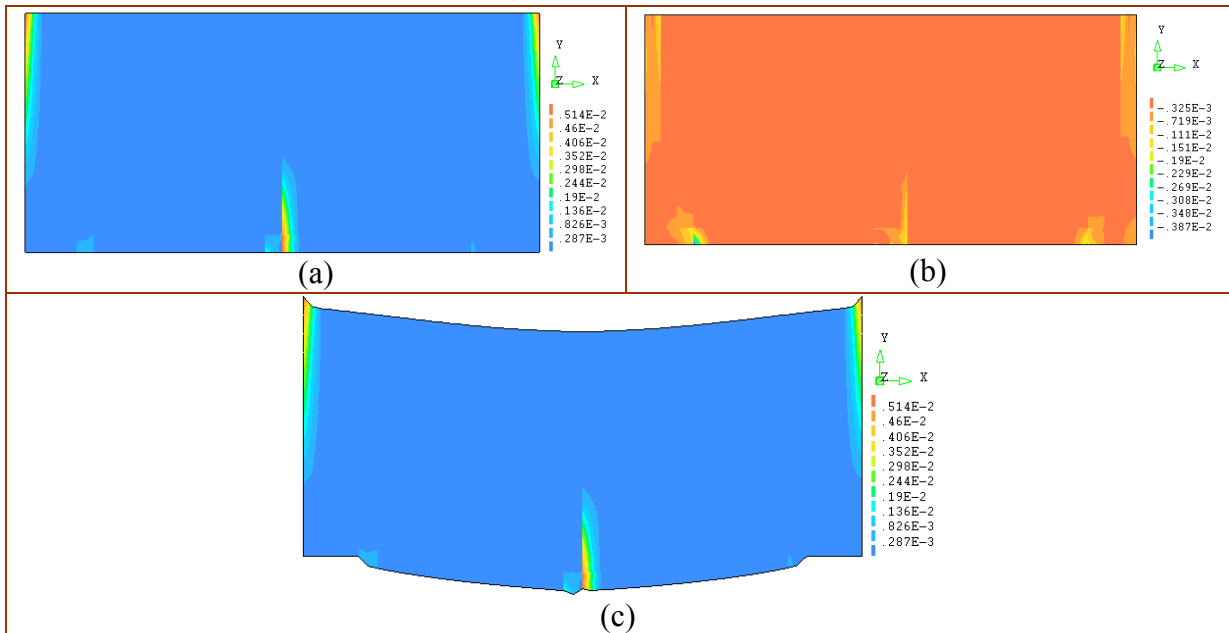 Y
Z X
.514E-2
.46E-2
.406E-2
.352E-2
.298E-2
.244E-2
.19E-2
.136E-2
.826E-3
.287E-3
(a)
Y
Z X
-.325E-3
-.719E-3
-.111E-2
-.151E-2
-.19E-2
-.229E-2
-.269E-2
-.308E-2
-.348E-2
-.387E-2
(b)
Y
Z X
.514E-2
.46E-2
.406E-2
.352E-2
.298E-2
.244E-2
.19E-2
.136E-2
.826E-3
.287E-3
(c)